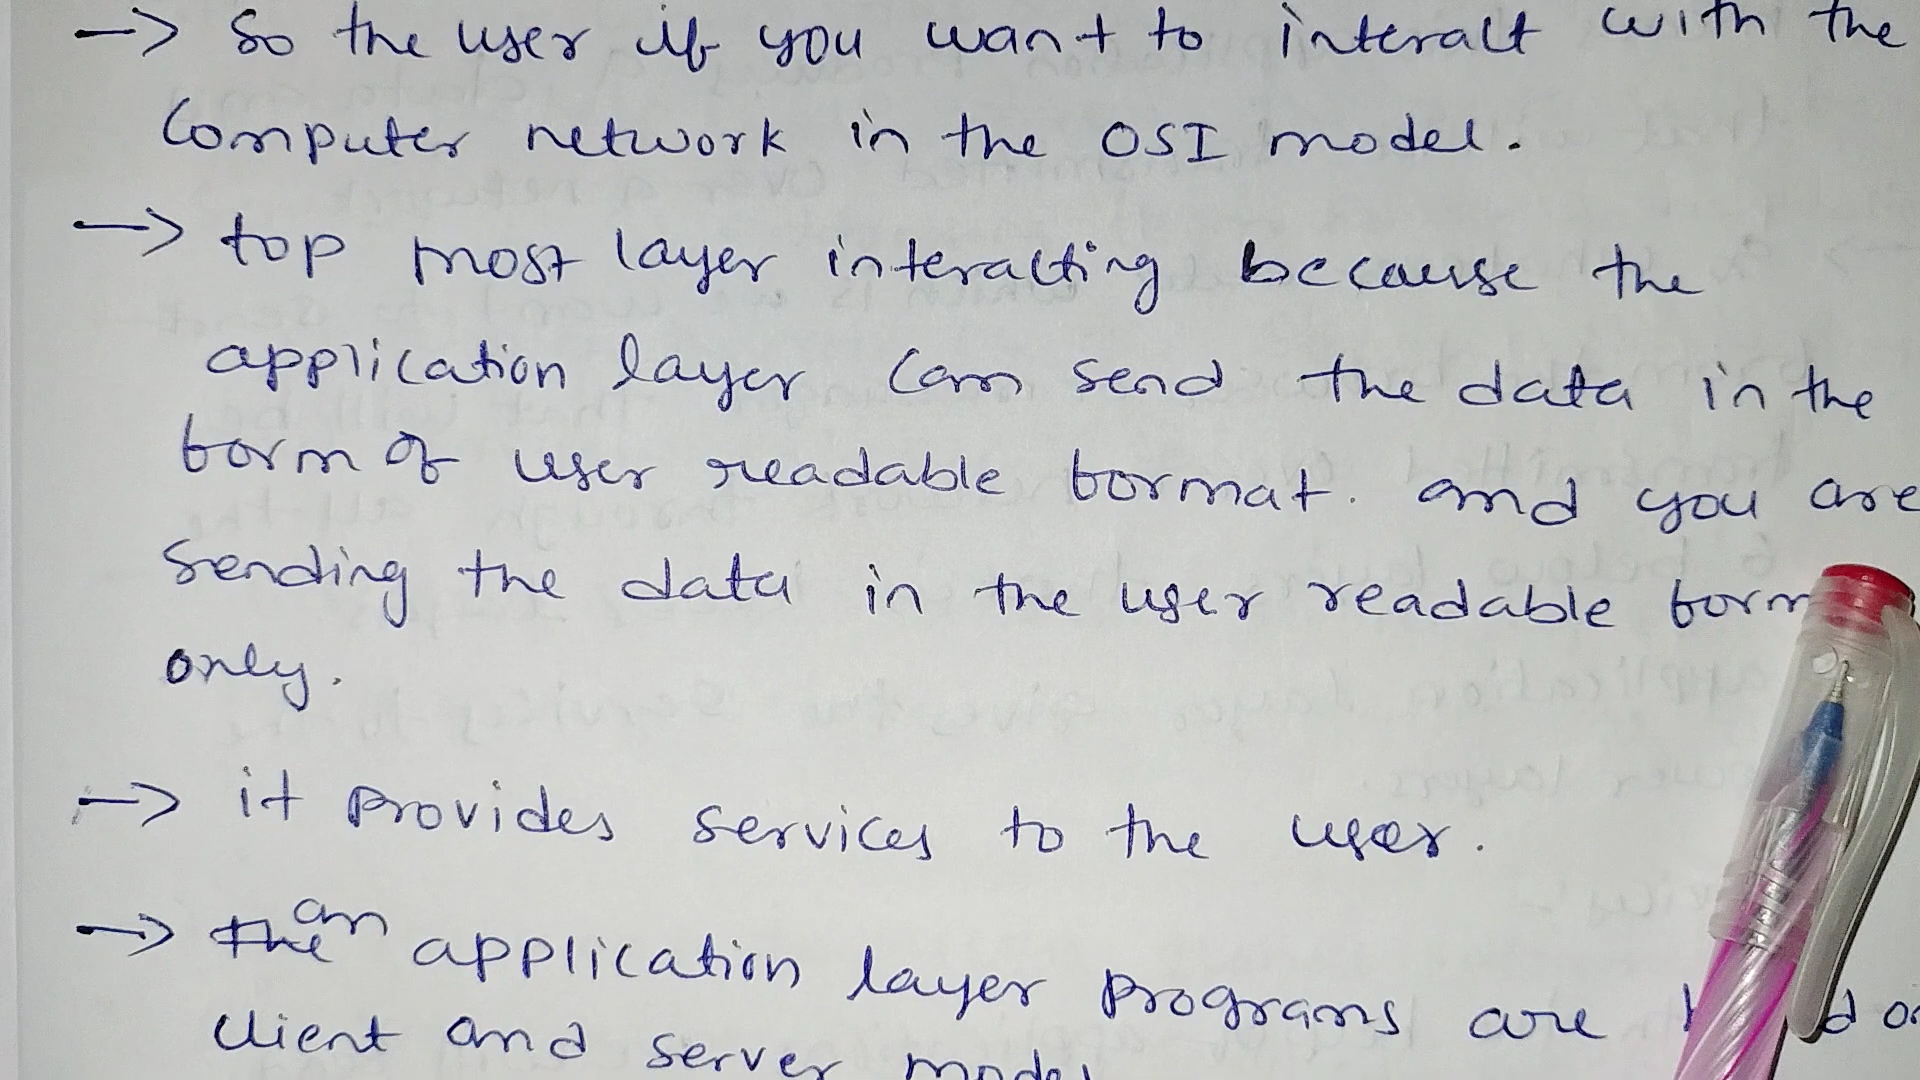 -> So the user if you want to interact with the
Computer network in the OSI model.
-> top most layer interacting because the
application layer can send the data in the
form of user readable format. and you are
Sending the data in the user readable form
only.
-> it provides services to the user.
-> the an application layer programs are
client and server model